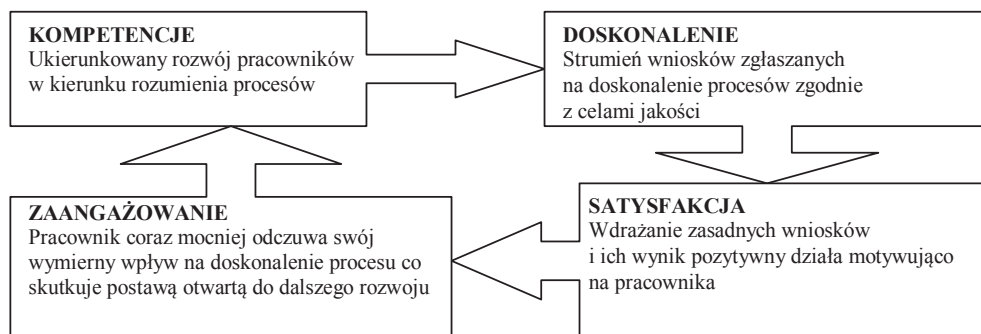 KOMPETENCJE
Ukierunkowany rozwój pracowników
w kierunku rozumienia procesów
DOSKONALENIE
Strumień wniosków zgłaszanych
na doskonalenie procesów zgodnie
z celami jakości
SATYSFAKCJA
Wdrażanie zasadnych wniosków
i ich wynik pozytywny działa motywująco
na pracownika
ZAANGAŻOWANIE
Pracownik coraz mocniej odczuwa swój
wymierny wpływ na doskonalenie procesu co
skutkuje postawą otwartą do dalszego rozwoju